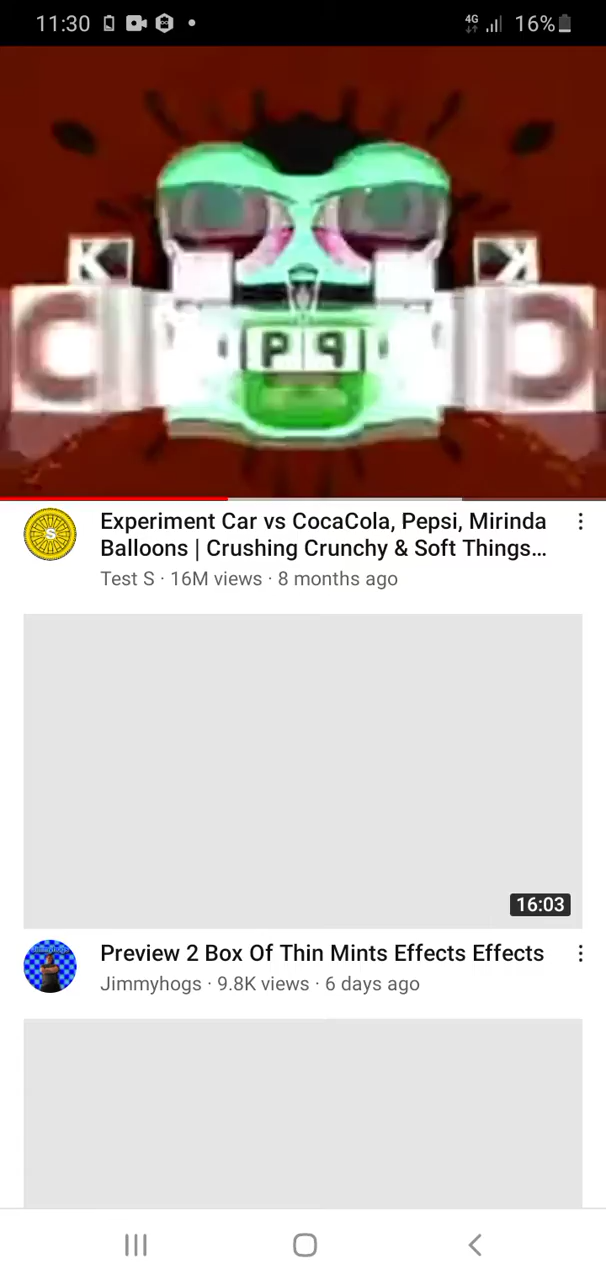 11:30
4G
16%
K
K
C
C
P
P
S
Experiment Car vs CocaCola, Pepsi, Mirinda
Balloons | Crushing Crunchy & Soft Things...
Test S · 16M views · 8 months ago
16:03
Preview 2 Box Of Thin Mints Effects Effects
Jimmyhogs · 9.8K views · 6 days ago